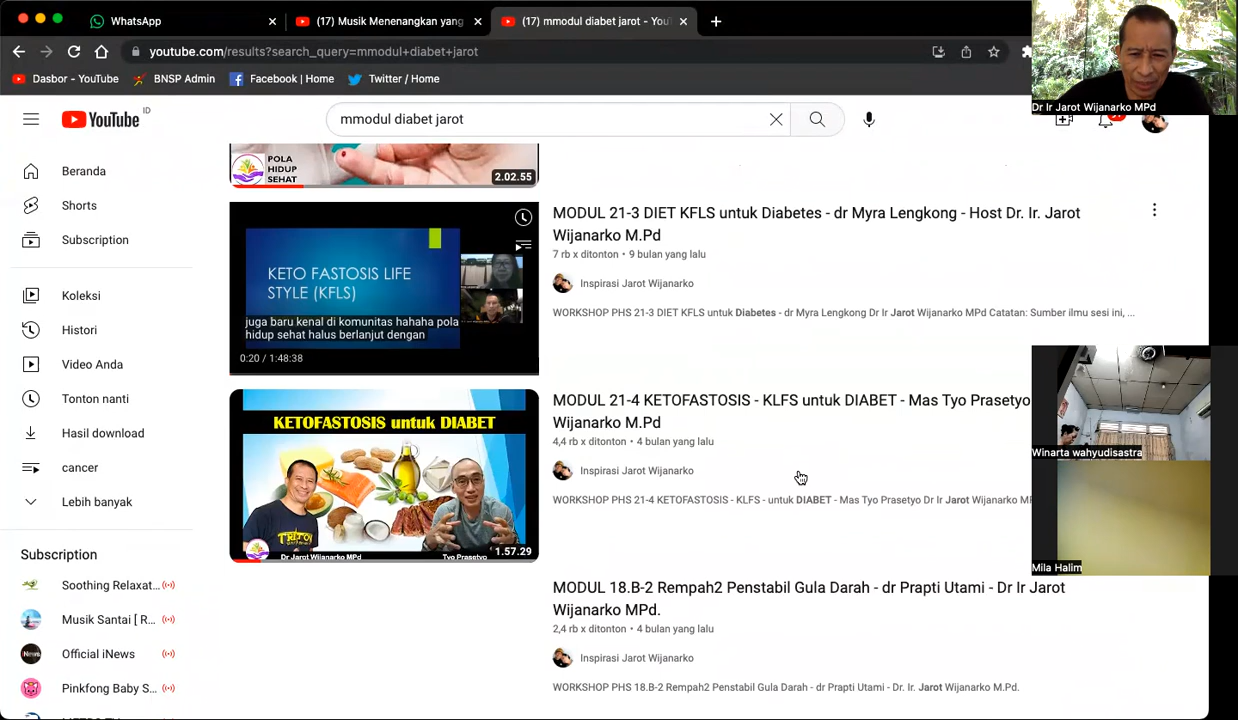 WhatsApp
(17) Musik Menenangkan yang
(17) mmodul diabet jarot - YouT
youtube.com/results?search_query=mmodul+diabet+jarot
Dasbor - YouTube
BNSP Admin
Facebook | Home
Twitter / Home
Dr Ir Jarot Wijanarko MPd
YouTube ID
mmodul diabet jarot
Beranda
Shorts
Subscription
Koleksi
Histori
Video Anda
Tonton nanti
Hasil download
cancer
Lebih banyak
Subscription
Soothing Relaxat...
Musik Santai [ R...
Official iNews
Pinkfong Baby S...
POLA
HIDUP
SEHAT
2.02.55
KETO FASTOSIS LIFE
STYLE (KFLS)
juga baru kenal di komunitas hahaha pola
hidup sehat halus berlanjut dengan
0:20 / 1:48:38
MODUL 21-3 DIET KFLS untuk Diabetes - dr Myra Lengkong - Host Dr. Ir. Jarot
Wijanarko M.Pd
7 rb x ditonton • 9 bulan yang lalu
Inspirasi Jarot Wijanarko
WORKSHOP PHS 21-3 DIET KFLS untuk Diabetes - dr Myra Lengkong Dr Ir Jarot Wijanarko MPd Catatan: Sumber ilmu sesi ini, ...
KETOFASTOSIS untuk DIABET
TRITON
Dr Jarot Wijanarko MPd
Tyo Prasetyo
1.57.29
MODUL 21-4 KETOFASTOSIS - KLFS untuk DIABET - Mas Tyo Prasetyo
Wijanarko M.Pd
4,4 rb x ditonton • 4 bulan yang lalu
Inspirasi Jarot Wijanarko
WORKSHOP PHS 21-4 KETOFASTOSIS - KLFS - untuk DIABET - Mas Tyo Prasetyo Dr Ir Jarot Wijanarko MP
Winarta wahyudisastra
Mila Halim
MODUL 18.B-2 Rempah2 Penstabil Gula Darah - dr Prapti Utami - Dr Ir Jarot
Wijanarko MPd.
2,4 rb x ditonton • 4 bulan yang lalu
Inspirasi Jarot Wijanarko
WORKSHOP PHS 18.B-2 Rempah2 Penstabil Gula Darah - dr Prapti Utami - Dr. Ir. Jarot Wijanarko M.Pd.